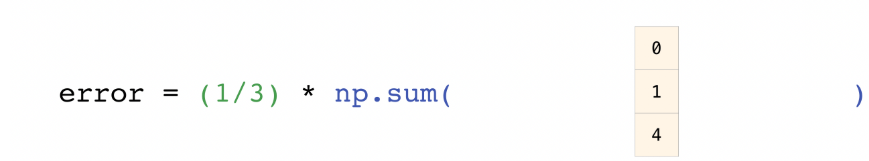 0
error = (1/3) * np.sum( 1 )
4